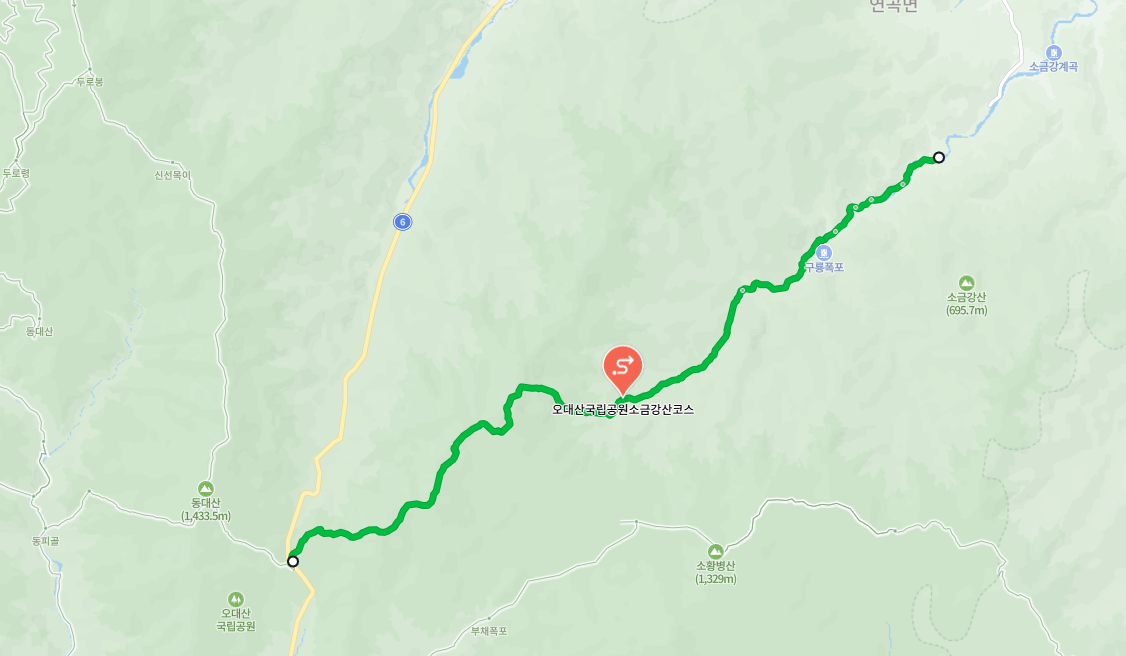 연곡면
소금강계곡
두로봉
두로령
신선목이
6
구룡폭포
소금강산
(695.7m)
동대산
오대산국립공원소금강산코스
동대산
(1,433.5m)
동피골
소황병산
(1,329m)
오대산
국립공원
부채폭포